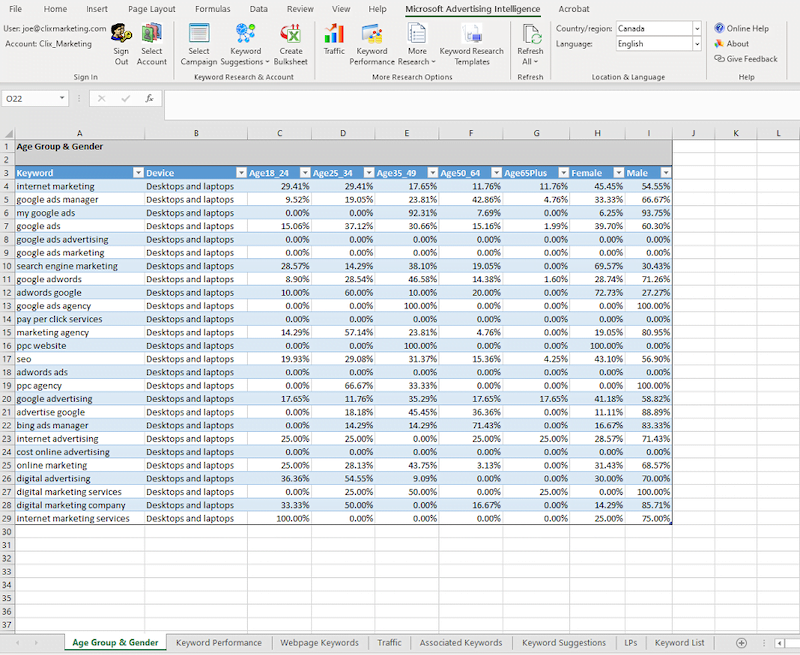 File Home Insert Page Layout Formulas Data Review View Help Microsoft Advertising Intelligence Acrobat
User: joe@clixmarketing.com
Account: Clix_Marketing
Sign Out
Select Account
Select Campaign
Keyword Suggestions
Create Bulksheet
Traffic
Keyword Performance
More Research
Keyword Research Templates
Refresh All
Country/region: Canada
Language: English
Online Help
About
Give Feedback
Sign In Keyword Research & Account More Research Options Refresh Location & Language Help
O22 fx
A B C D E F G H I J K L
1 Age Group & Gender
2
3 Keyword Device Age18_24 Age25_34 Age35_49 Age50_64 Age65Plus Female Male
4 internet marketing Desktops and laptops 29.41% 29.41% 17.65% 11.76% 11.76% 45.45% 54.55%
5 google ads manager Desktops and laptops 9.52% 19.05% 23.81% 42.86% 4.76% 33.33% 66.67%
6 my google ads Desktops and laptops 0.00% 0.00% 92.31% 7.69% 0.00% 6.25% 93.75%
7 google ads Desktops and laptops 15.06% 37.12% 30.66% 15.16% 1.99% 39.70% 60.30%
8 google ads advertising Desktops and laptops 0.00% 0.00% 0.00% 0.00% 0.00% 0.00% 0.00%
9 google ads marketing Desktops and laptops 0.00% 0.00% 0.00% 0.00% 0.00% 0.00% 0.00%
10 search engine marketing Desktops and laptops 28.57% 14.29% 38.10% 19.05% 0.00% 69.57% 30.43%
11 google adwords Desktops and laptops 8.90% 28.54% 46.58% 14.38% 1.60% 28.74% 71.26%
12 adwords google Desktops and laptops 10.00% 60.00% 10.00% 20.00% 0.00% 72.73% 27.27%
13 google ads agency Desktops and laptops 0.00% 0.00% 100.00% 0.00% 0.00% 0.00% 100.00%
14 pay per click services Desktops and laptops 0.00% 0.00% 0.00% 0.00% 0.00% 0.00% 0.00%
15 marketing agency Desktops and laptops 14.29% 57.14% 23.81% 4.76% 0.00% 19.05% 80.95%
16 ppc website Desktops and laptops 0.00% 0.00% 100.00% 0.00% 0.00% 100.00% 0.00%
17 seo Desktops and laptops 19.93% 29.08% 31.37% 15.36% 4.25% 43.10% 56.90%
18 adwords ads Desktops and laptops 0.00% 0.00% 0.00% 0.00% 0.00% 0.00% 0.00%
19 ppc agency Desktops and laptops 0.00% 66.67% 33.33% 0.00% 0.00% 0.00% 100.00%
20 google advertising Desktops and laptops 17.65% 11.76% 35.29% 17.65% 17.65% 41.18% 58.82%
21 advertise google Desktops and laptops 0.00% 18.18% 45.45% 36.36% 0.00% 11.11% 88.89%
22 bing ads manager Desktops and laptops 0.00% 14.29% 14.29% 71.43% 0.00% 16.67% 83.33%
23 internet advertising Desktops and laptops 25.00% 25.00% 0.00% 25.00% 25.00% 28.57% 71.43%
24 cost online advertising Desktops and laptops 0.00% 0.00% 0.00% 0.00% 0.00% 0.00% 0.00%
25 online marketing Desktops and laptops 25.00% 28.13% 43.75% 3.13% 0.00% 31.43% 68.57%
26 digital advertising Desktops and laptops 36.36% 54.55% 9.09% 0.00% 0.00% 30.00% 70.00%
27 digital marketing services Desktops and laptops 0.00% 25.00% 50.00% 0.00% 25.00% 0.00% 100.00%
28 digital marketing company Desktops and laptops 33.33% 50.00% 0.00% 16.67% 0.00% 14.29% 85.71%
29 internet marketing services Desktops and laptops 100.00% 0.00% 0.00% 0.00% 0.00% 25.00% 75.00%
30
31
32
33
34
35
36
37
Age Group & Gender Keyword Performance Webpage Keywords Traffic Associated Keywords Keyword Suggestions LPs Keyword List